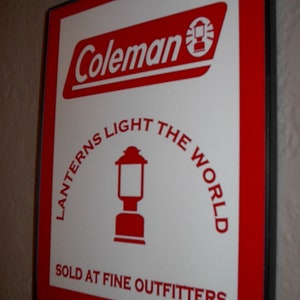 Coleman
LANTERNS LIGHT THE WORLD
SOLD AT FINE OUTFITTERS